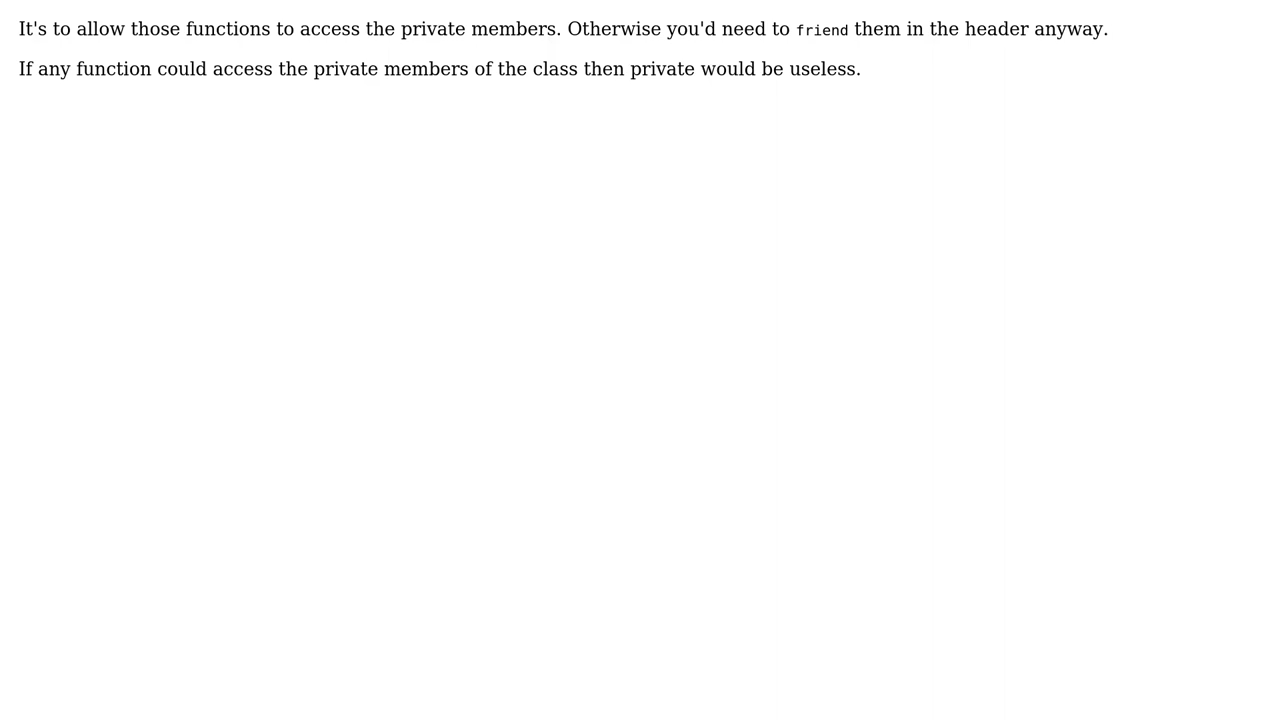 It's to allow those functions to access the private members. Otherwise you'd need to friend them in the header anyway.
If any function could access the private members of the class then private would be useless.